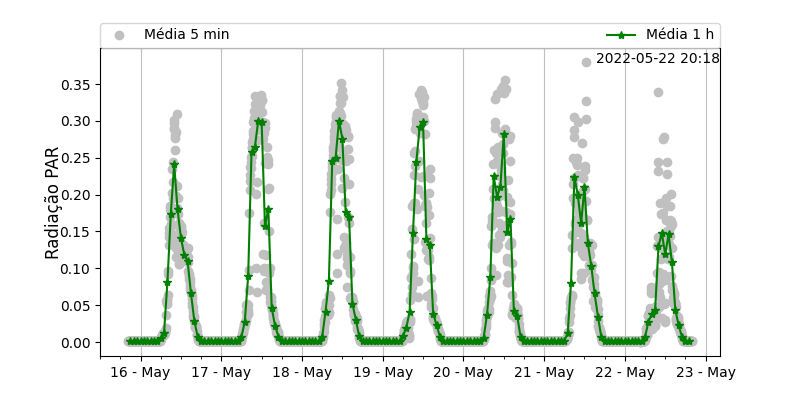 Média 5 min
Média 1 h
2022-05-22 20:18
Radiação PAR
0.35
0.30
0.25
0.20
0.15
0.10
0.05
0.00
16 - May
17 - May
18 - May
19 - May
20 - May
21 - May
22 - May
23 - May